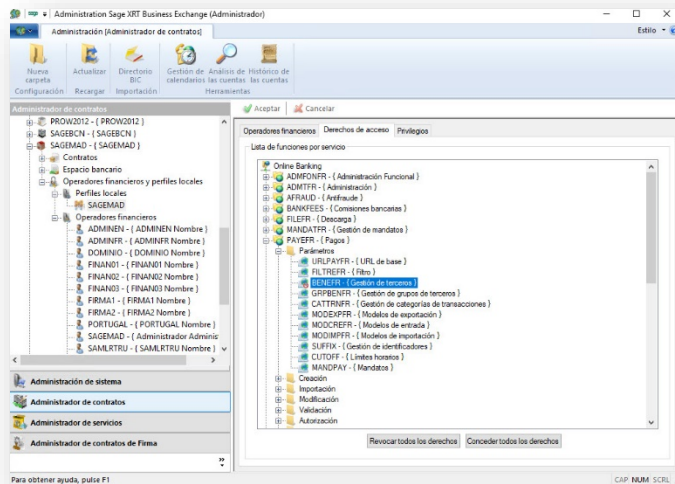 Administration Sage XRT Business Exchange (Administrador)
Administración [Administrador de contratos]
Estilo
Nueva carpeta
Actualizar
Directorio BIC
Gestión de calendarios
Análisis de las cuentas
Histórico de las cuentas
Configuración
Recargar
Importación
Herramientas
Administrador de contratos
PROW2012 - { PROW2012 }
SAGEBCN - { SAGEBCN }
SAGEMAD - { SAGEMAD }
Contratos
Espacio bancario
Operadores financieros y perfiles locales
Perfiles locales
SAGEMAD
Operadores financieros
ADMINEN - { ADMINEN Nombre }
ADMINFR - { ADMINFR Nombre }
DOMINIO - { DOMINIO Nombre }
FINAN01 - { FINAN01 Nombre }
FINAN02 - { FINAN02 Nombre }
FINAN03 - { FINAN03 Nombre }
FIRMA1 - { FIRMA1 Nombre }
FIRMA2 - { FIRMA2 Nombre }
PORTUGAL - { PORTUGAL Nombre }
SAGEMAD - { Administrador Adminis
SAMLRTRU - { SAMLRTRU Nombre }
Administración de sistema
Administrador de contratos
Administrador de servicios
Administrador de contratos de Firma
Aceptar
Cancelar
Operadores financieros
Derechos de acceso
Privilegios
Lista de funciones por servicio
Online Banking
ADMFONFR - { Administración Funcional }
ADMTFR - { Administración }
AFRAUD - { Antifraude }
BANKFEES - { Comisiones bancarias }
FILEFR - { Descarga }
MANDATFR - { Gestión de mandatos }
PAYEFR - { Pagos }
Parámetros
URLPAYFR - { URL de base }
FILTREFR - { Filtro }
BENEFR - { Gestión de terceros }
GRPBENFR - { Gestión de grupos de terceros }
CATTRNFR - { Gestión de categorías de transacciones }
MODEXPFR - { Modelos de exportación }
MODCREFR - { Modelos de entrada }
MODIMPFR - { Modelos de importación }
SUFFIX - { Gestión de identificadores }
CUTOFF - { Límites horarios }
MANDPAY - { Mandatos }
Creación
Importación
Modificación
Validación
Autorización
Revocar todos los derechos
Conceder todos los derechos
Para obtener ayuda, pulse F1
CAP NUM SCRL